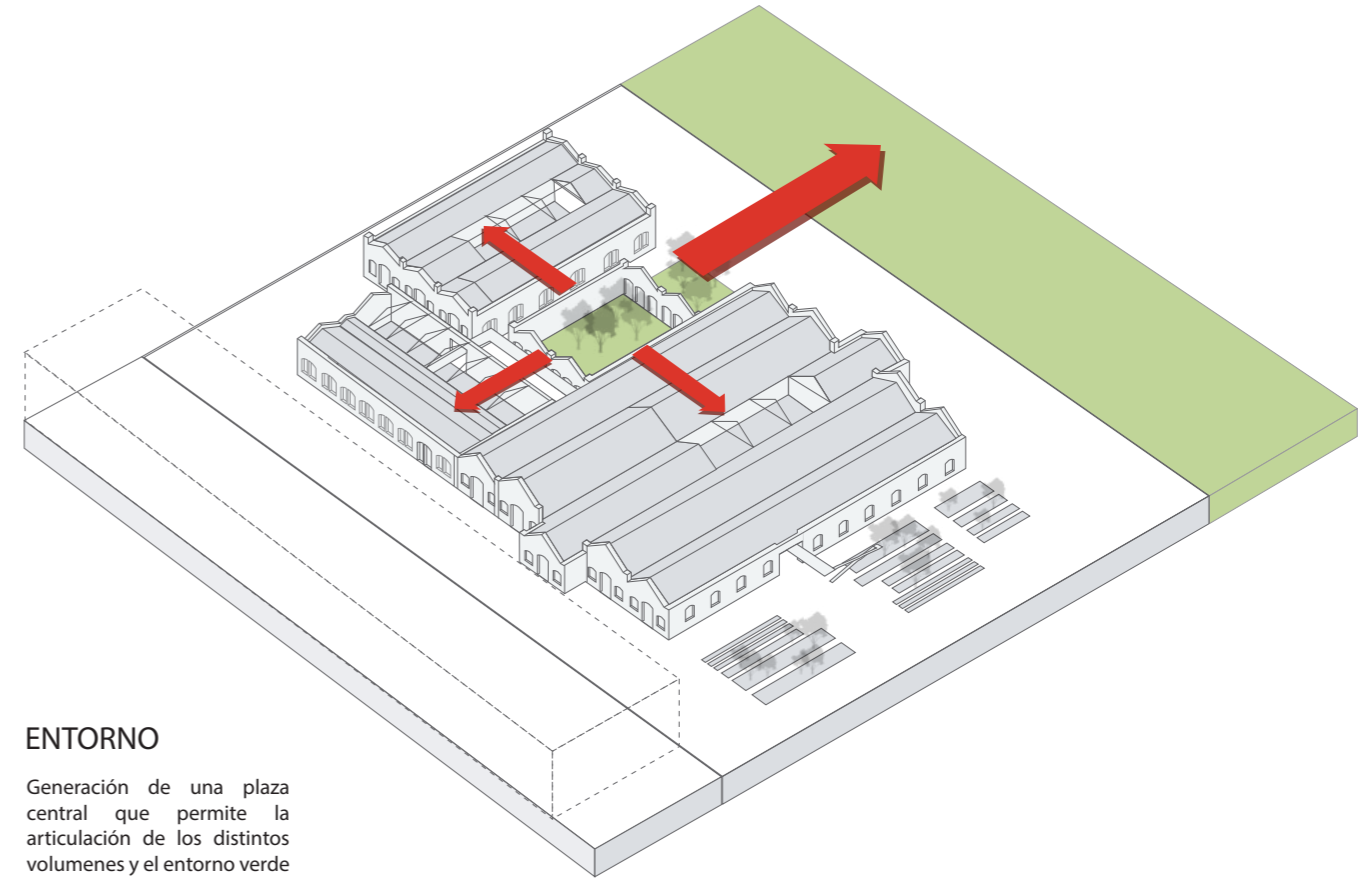 ENTORNO
Generación de una plaza
central que permite la
articulación de los distintos
volumenes y el entorno verde